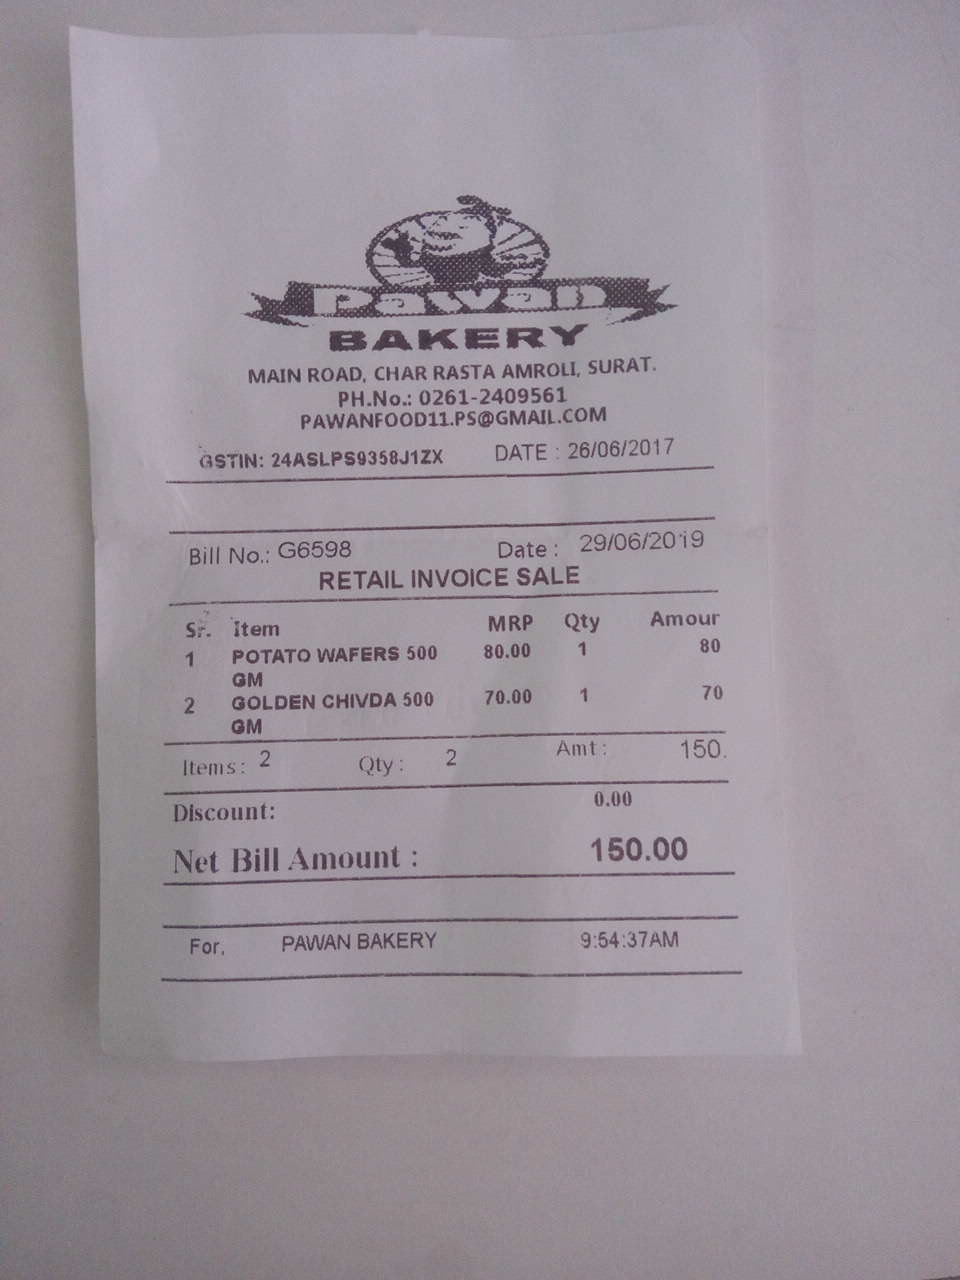 Pawan
BAKERY
MAIN ROAD, CHAR RASTA AMROLI, SURAT.
PH.No.: 0261-2409561
PAWANFOOD11.PS@GMAIL.COM
GSTIN: 24ASLPS9358J1ZX DATE : 26/06/2017
Bill No.: G6598 Date : 29/06/2019
RETAIL INVOICE SALE
Sr. Item MRP Qty Amour
1 POTATO WAFERS 500 80.00 1 80
GM
2 GOLDEN CHIVDA 500 70.00 1 70
GM
Items: 2 Qty: 2 Amt: 150.
Discount: 0.00
Net Bill Amount : 150.00
For, PAWAN BAKERY 9:54:37AM